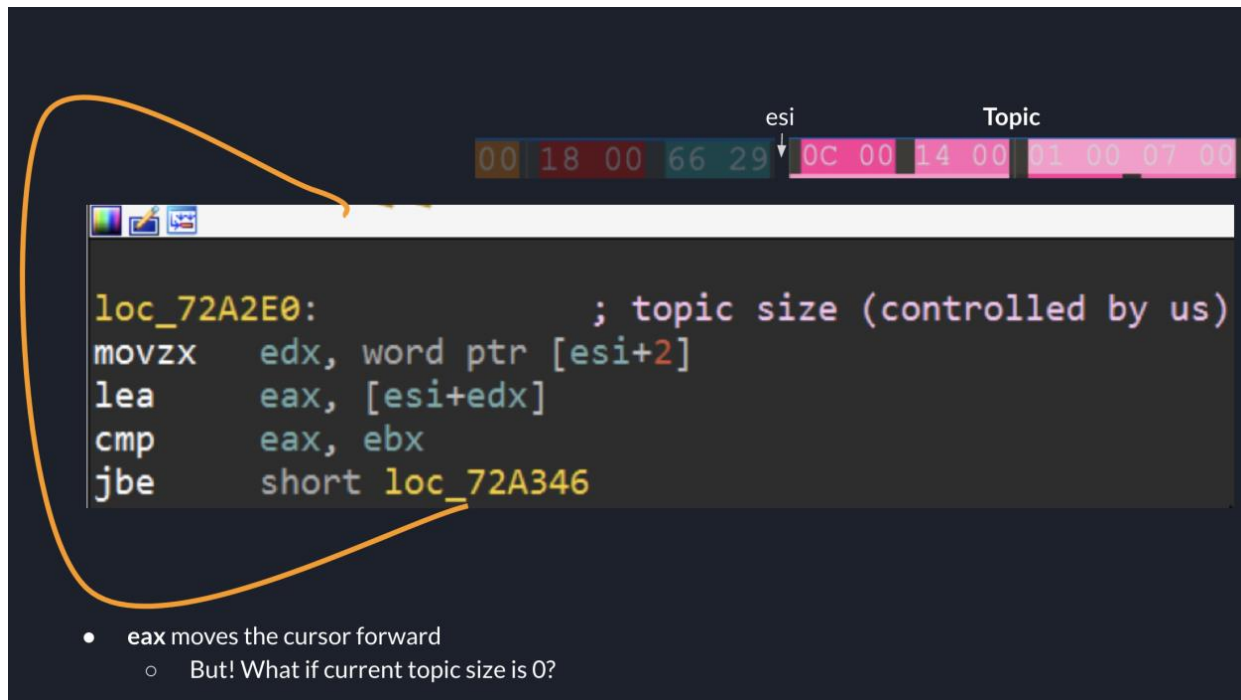 esi Topic
00 18 00 66 29 0C 00 14 00 01 00 07 00
loc_72A2E0: ; topic size (controlled by us)
movzx edx, word ptr [esi+2]
lea eax, [esi+edx]
cmp eax, ebx
jbe short loc_72A346
● eax moves the cursor forward
○ But! What if current topic size is 0?